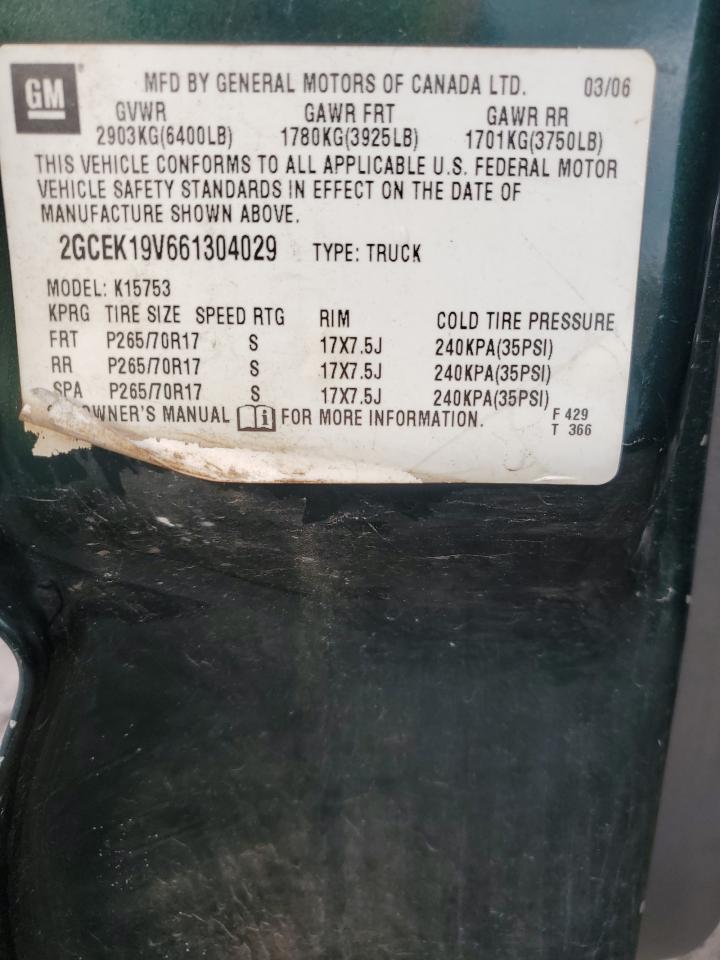 GM
MFD BY GENERAL MOTORS OF CANADA LTD. 03/06
GVWR GAWR FRT GAWR RR
2903KG(6400LB) 1780KG(3925LB) 1701KG(3750LB)
THIS VEHICLE CONFORMS TO ALL APPLICABLE U.S. FEDERAL MOTOR
VEHICLE SAFETY STANDARDS IN EFFECT ON THE DATE OF
MANUFACTURE SHOWN ABOVE.
2GCEK19V661304029 TYPE: TRUCK
MODEL: K15753
KPRG TIRE SIZE SPEED RTG RIM COLD TIRE PRESSURE
FRT P265/70R17 S 17X7.5J 240KPA(35PSI)
RR P265/70R17 S 17X7.5J 240KPA(35PSI)
SPA P265/70R17 S 17X7.5J 240KPA(35PSI)
OWNER'S MANUAL FOR MORE INFORMATION. F 429
T 366